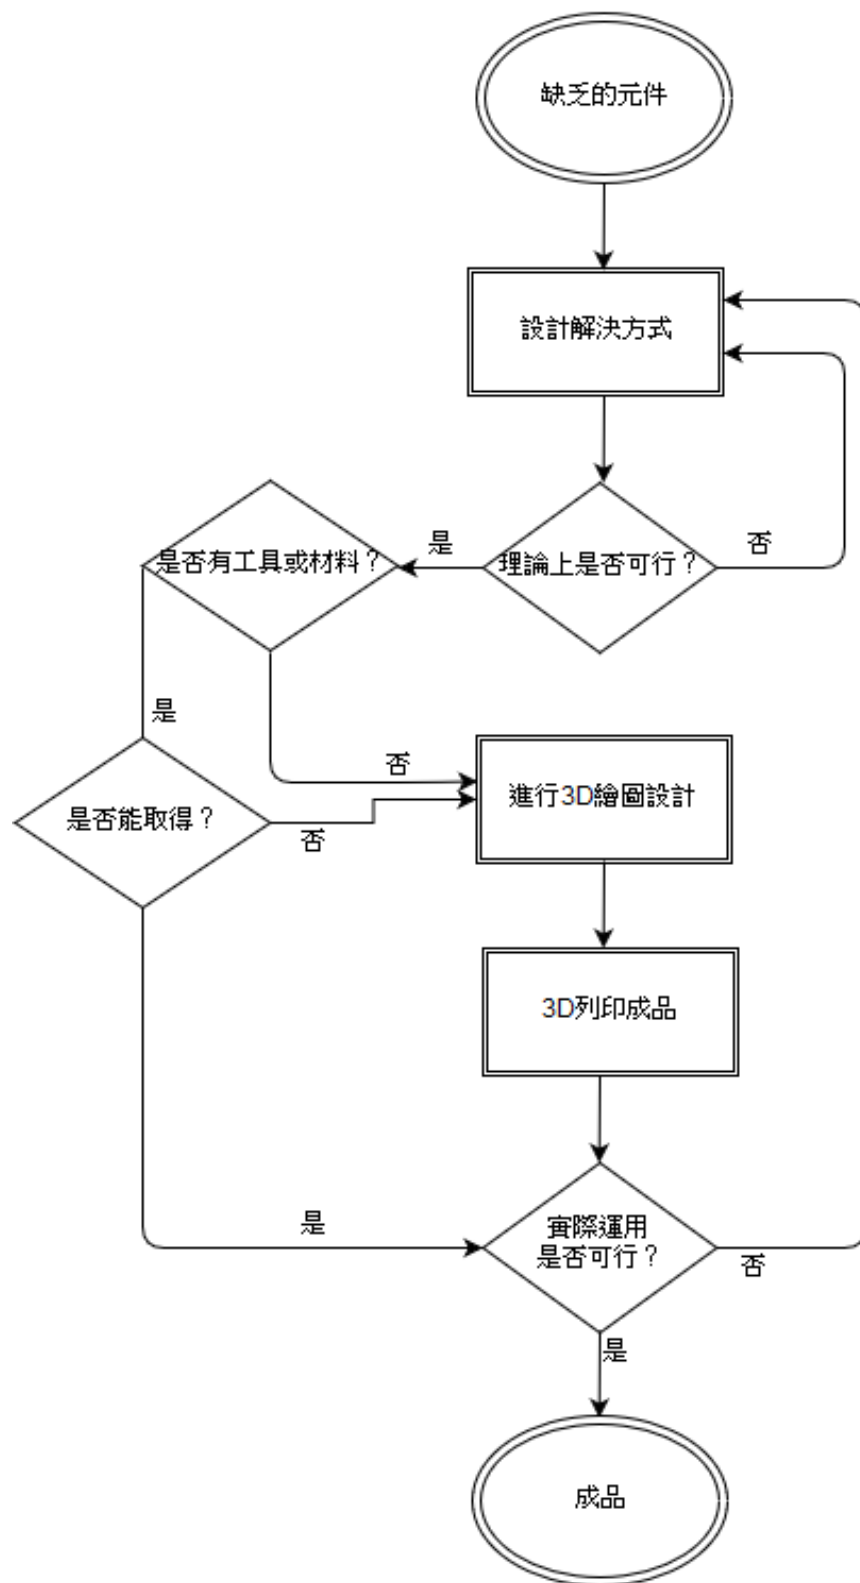 缺乏的元件
設計解決方式
理論上是否可行？
否
是
是否有工具或材料？
是
否
是否能取得？
否
進行3D繪圖設計
3D列印成品
是
實際運用
是否可行？
否
是
成品